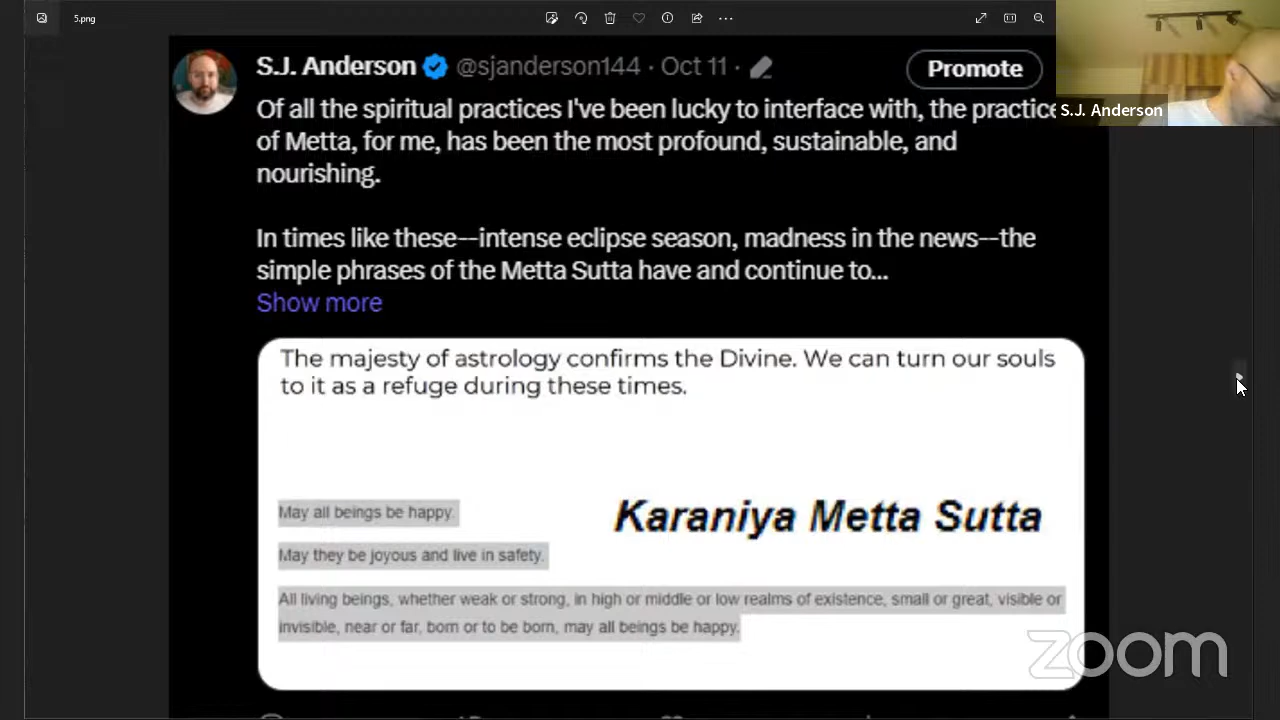 5.png
S.J. Anderson @sjanderson144 · Oct 11 ·
Promote
Of all the spiritual practices I've been lucky to interface with, the practice
of Metta, for me, has been the most profound, sustainable, and
nourishing.
In times like these--intense eclipse season, madness in the news--the
simple phrases of the Metta Sutta have and continue to...
Show more
S.J. Anderson
The majesty of astrology confirms the Divine. We can turn our souls
to it as a refuge during these times.
May all beings be happy.
Karaniya Metta Sutta
May they be joyous and live in safety.
All living beings, whether weak or strong, in high or middle or low realms of existence, small or great, visible or
invisible, near or far, born or to be born, may all beings be happy.
zoom